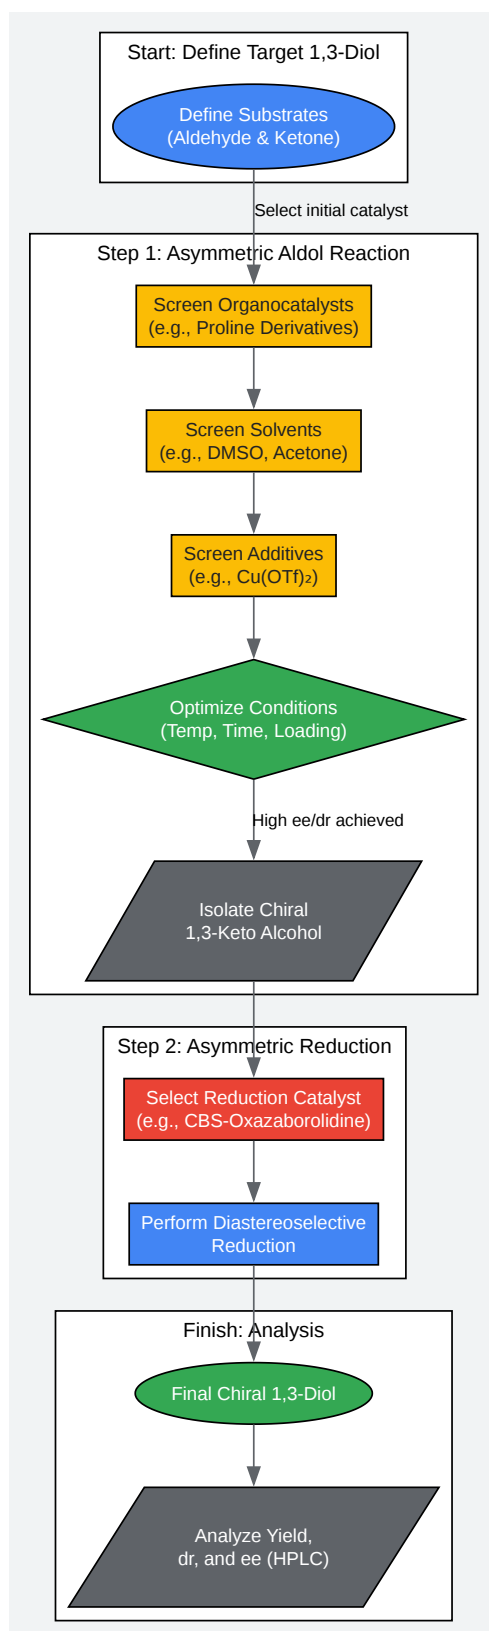 Start: Define Target 1,3-Diol
Define Substrates
(Aldehyde & Ketone)
Select initial catalyst
Step 1: Asymmetric Aldol Reaction
Screen Organocatalysts
(e.g., Proline Derivatives)
Screen Solvents
(e.g., DMSO, Acetone)
Screen Additives
(e.g., Cu(OTf)₂)
Optimize Conditions
(Temp, Time, Loading)
High ee/dr achieved
Isolate Chiral
1,3-Keto Alcohol
Step 2: Asymmetric Reduction
Select Reduction Catalyst
(e.g., CBS-Oxazaborolidine)
Perform Diastereoselective
Reduction
Finish: Analysis
Final Chiral 1,3-Diol
Analyze Yield,
dr, and ee (HPLC)